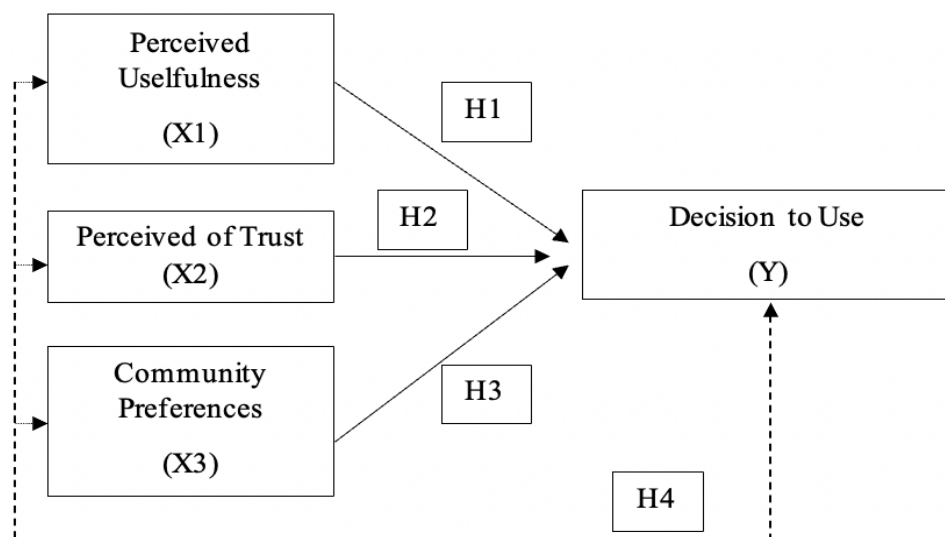 Perceived
Uselfulness
(X1)
H1
H2
Perceived of Trust
(X2)
Decision to Use
(Y)
Community
Preferences
(X3)
H3
H4